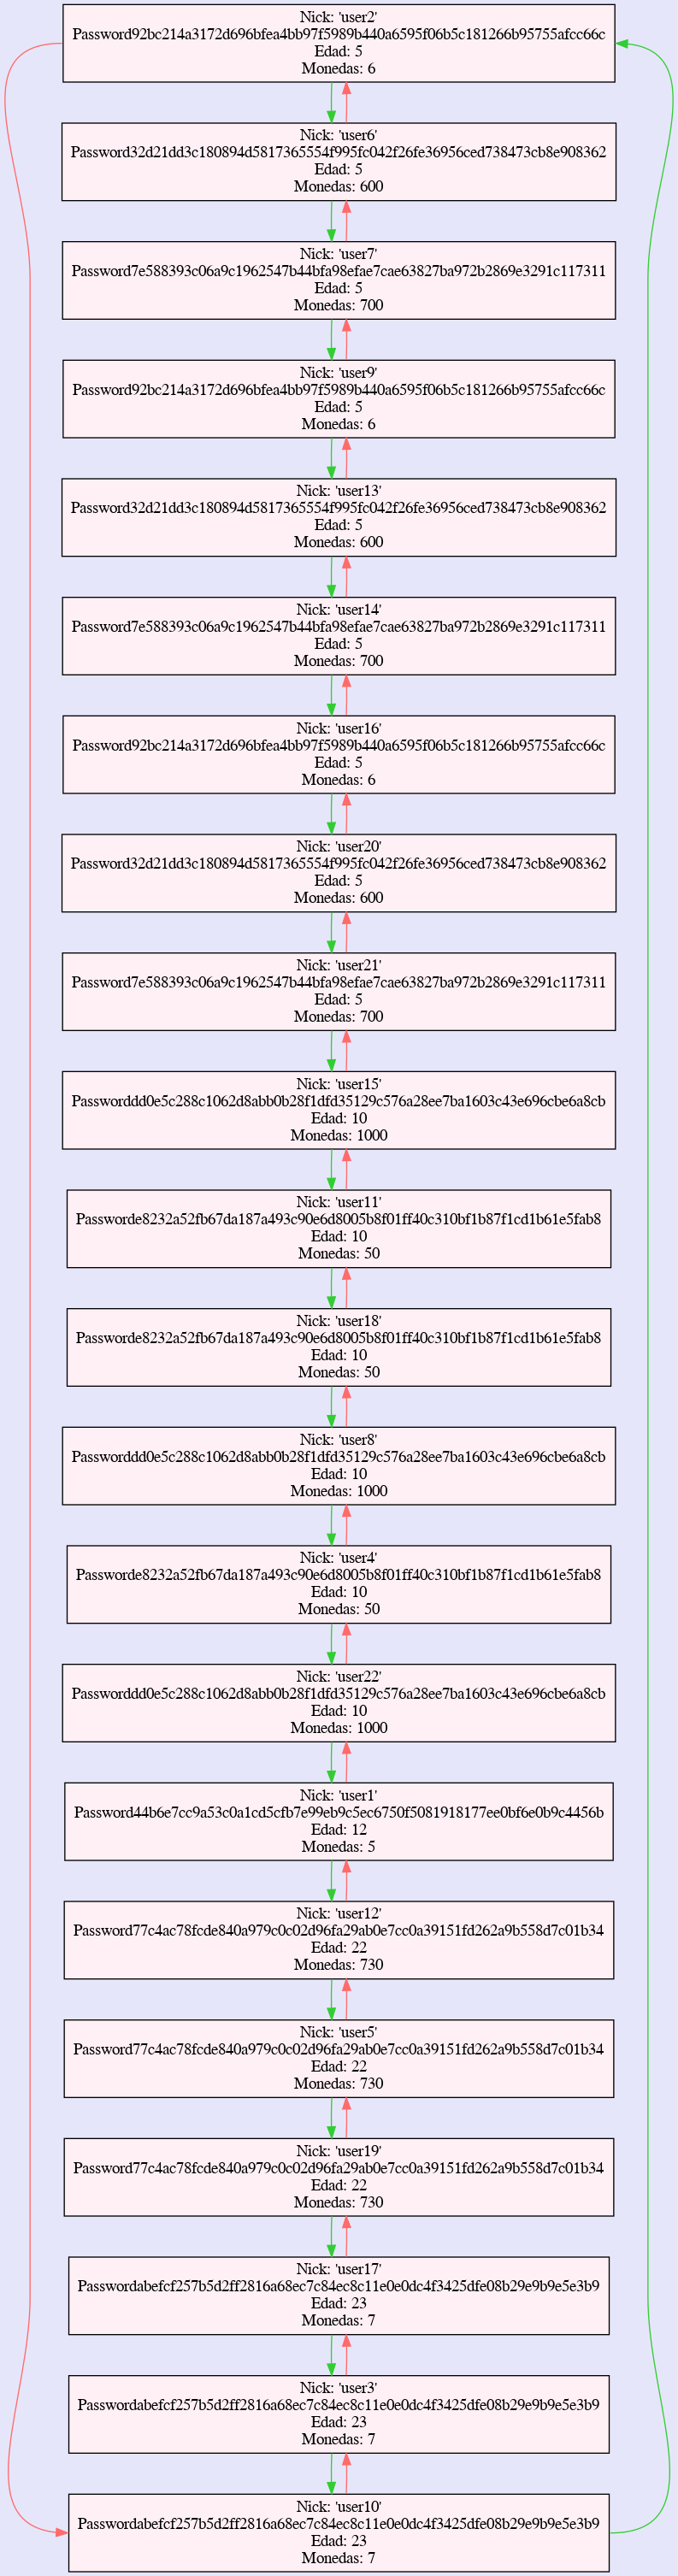 Nick: 'user2'
Password92bc214a3172d696bfea4bb97f5989b440a6595f06b5c181266b95755afcc66c
Edad: 5
Monedas: 6
Nick: 'user6'
Password32d21dd3c180894d5817365554f995fc042f26fe36956ced738473cb8e908362
Edad: 5
Monedas: 600
Nick: 'user7'
Password7e588393c06a9c1962547b44bfa98efae7cae63827ba972b2869e3291c117311
Edad: 5
Monedas: 700
Nick: 'user9'
Password92bc214a3172d696bfea4bb97f5989b440a6595f06b5c181266b95755afcc66c
Edad: 5
Monedas: 6
Nick: 'user13'
Password32d21dd3c180894d5817365554f995fc042f26fe36956ced738473cb8e908362
Edad: 5
Monedas: 600
Nick: 'user14'
Password7e588393c06a9c1962547b44bfa98efae7cae63827ba972b2869e3291c117311
Edad: 5
Monedas: 700
Nick: 'user16'
Password92bc214a3172d696bfea4bb97f5989b440a6595f06b5c181266b95755afcc66c
Edad: 5
Monedas: 6
Nick: 'user20'
Password32d21dd3c180894d5817365554f995fc042f26fe36956ced738473cb8e908362
Edad: 5
Monedas: 600
Nick: 'user21'
Password7e588393c06a9c1962547b44bfa98efae7cae63827ba972b2869e3291c117311
Edad: 5
Monedas: 700
Nick: 'user15'
Passworddd0e5c288c1062d8abb0b28f1dfd35129c576a28ee7ba1603c43e696cbe6a8cb
Edad: 10
Monedas: 1000
Nick: 'user11'
Passworde8232a52fb67da187a493c90e6d8005b8f01ff40c310bf1b87f1cd1b61e5fab8
Edad: 10
Monedas: 50
Nick: 'user18'
Passworde8232a52fb67da187a493c90e6d8005b8f01ff40c310bf1b87f1cd1b61e5fab8
Edad: 10
Monedas: 50
Nick: 'user8'
Passworddd0e5c288c1062d8abb0b28f1dfd35129c576a28ee7ba1603c43e696cbe6a8cb
Edad: 10
Monedas: 1000
Nick: 'user4'
Passworde8232a52fb67da187a493c90e6d8005b8f01ff40c310bf1b87f1cd1b61e5fab8
Edad: 10
Monedas: 50
Nick: 'user22'
Passworddd0e5c288c1062d8abb0b28f1dfd35129c576a28ee7ba1603c43e696cbe6a8cb
Edad: 10
Monedas: 1000
Nick: 'user1'
Password44b6e7cc9a53c0a1cd5cfb7e99eb9c5ec6750f5081918177ee0bf6e0b9c4456b
Edad: 12
Monedas: 5
Nick: 'user12'
Password77c4ac78fcde840a979c0c02d96fa29ab0e7cc0a39151fd262a9b558d7c01b34
Edad: 22
Monedas: 730
Nick: 'user5'
Password77c4ac78fcde840a979c0c02d96fa29ab0e7cc0a39151fd262a9b558d7c01b34
Edad: 22
Monedas: 730
Nick: 'user19'
Password77c4ac78fcde840a979c0c02d96fa29ab0e7cc0a39151fd262a9b558d7c01b34
Edad: 22
Monedas: 730
Nick: 'user17'
Passwordabefcf257b5d2ff2816a68ec7c84ec8c11e0e0dc4f3425dfe08b29e9b9e5e3b9
Edad: 23
Monedas: 7
Nick: 'user3'
Passwordabefcf257b5d2ff2816a68ec7c84ec8c11e0e0dc4f3425dfe08b29e9b9e5e3b9
Edad: 23
Monedas: 7
Nick: 'user10'
Passwordabefcf257b5d2ff2816a68ec7c84ec8c11e0e0dc4f3425dfe08b29e9b9e5e3b9
Edad: 23
Monedas: 7